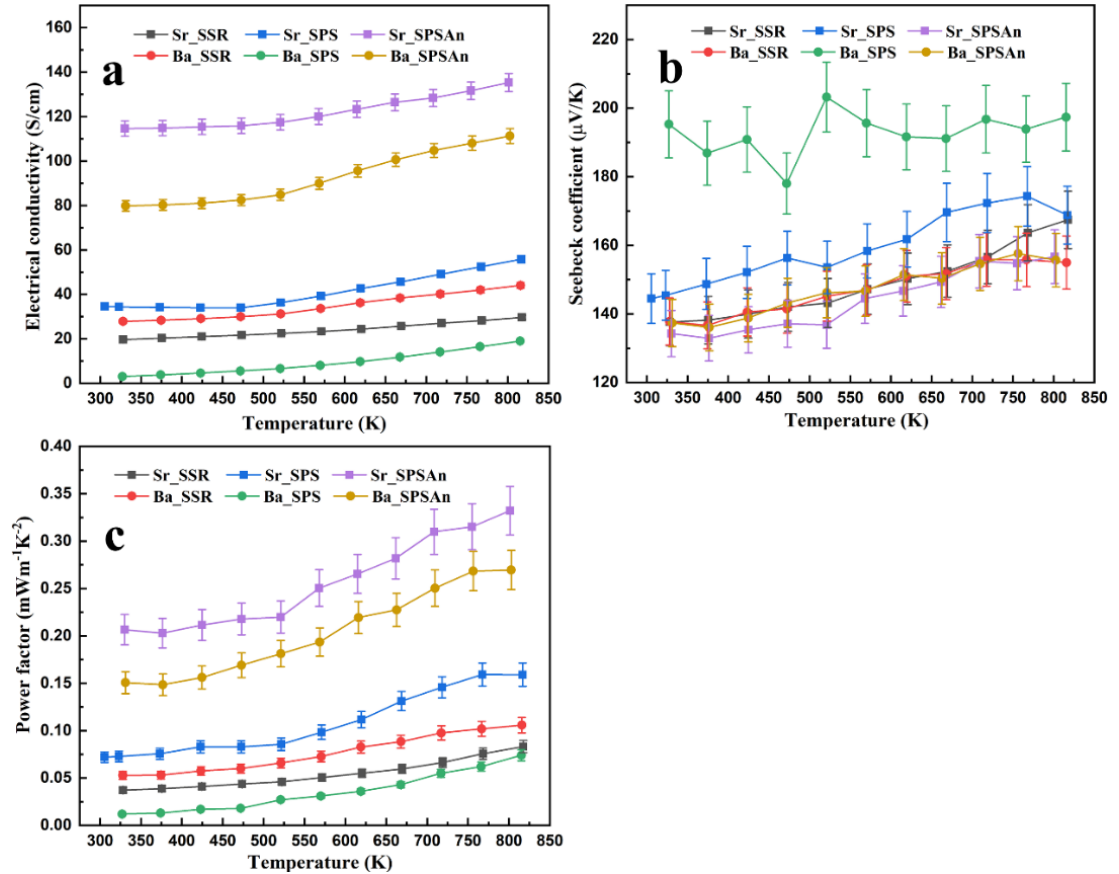 160
140
120
100
80
60
40
20
0
Electrical conductivity (S/cm)
Sr_SSR Sr_SPS Sr_SPSAn
Ba_SSR Ba_SPS Ba_SPSAn
a
300 350 400 450 500 550 600 650 700 750 800 850
Temperature (K)
220
200
180
160
140
120
Seebeck coefficient (μV/K)
Sr_SSR Sr_SPS Sr_SPSAn
Ba_SSR Ba_SPS Ba_SPSAn
b
300 350 400 450 500 550 600 650 700 750 800 850
Temperature (K)
0.40
0.35
0.30
0.25
0.20
0.15
0.10
0.05
0.00
Power factor (mWm⁻¹K⁻²)
Sr_SSR Sr_SPS Sr_SPSAn
Ba_SSR Ba_SPS Ba_SPSAn
c
300 350 400 450 500 550 600 650 700 750 800 850
Temperature (K)